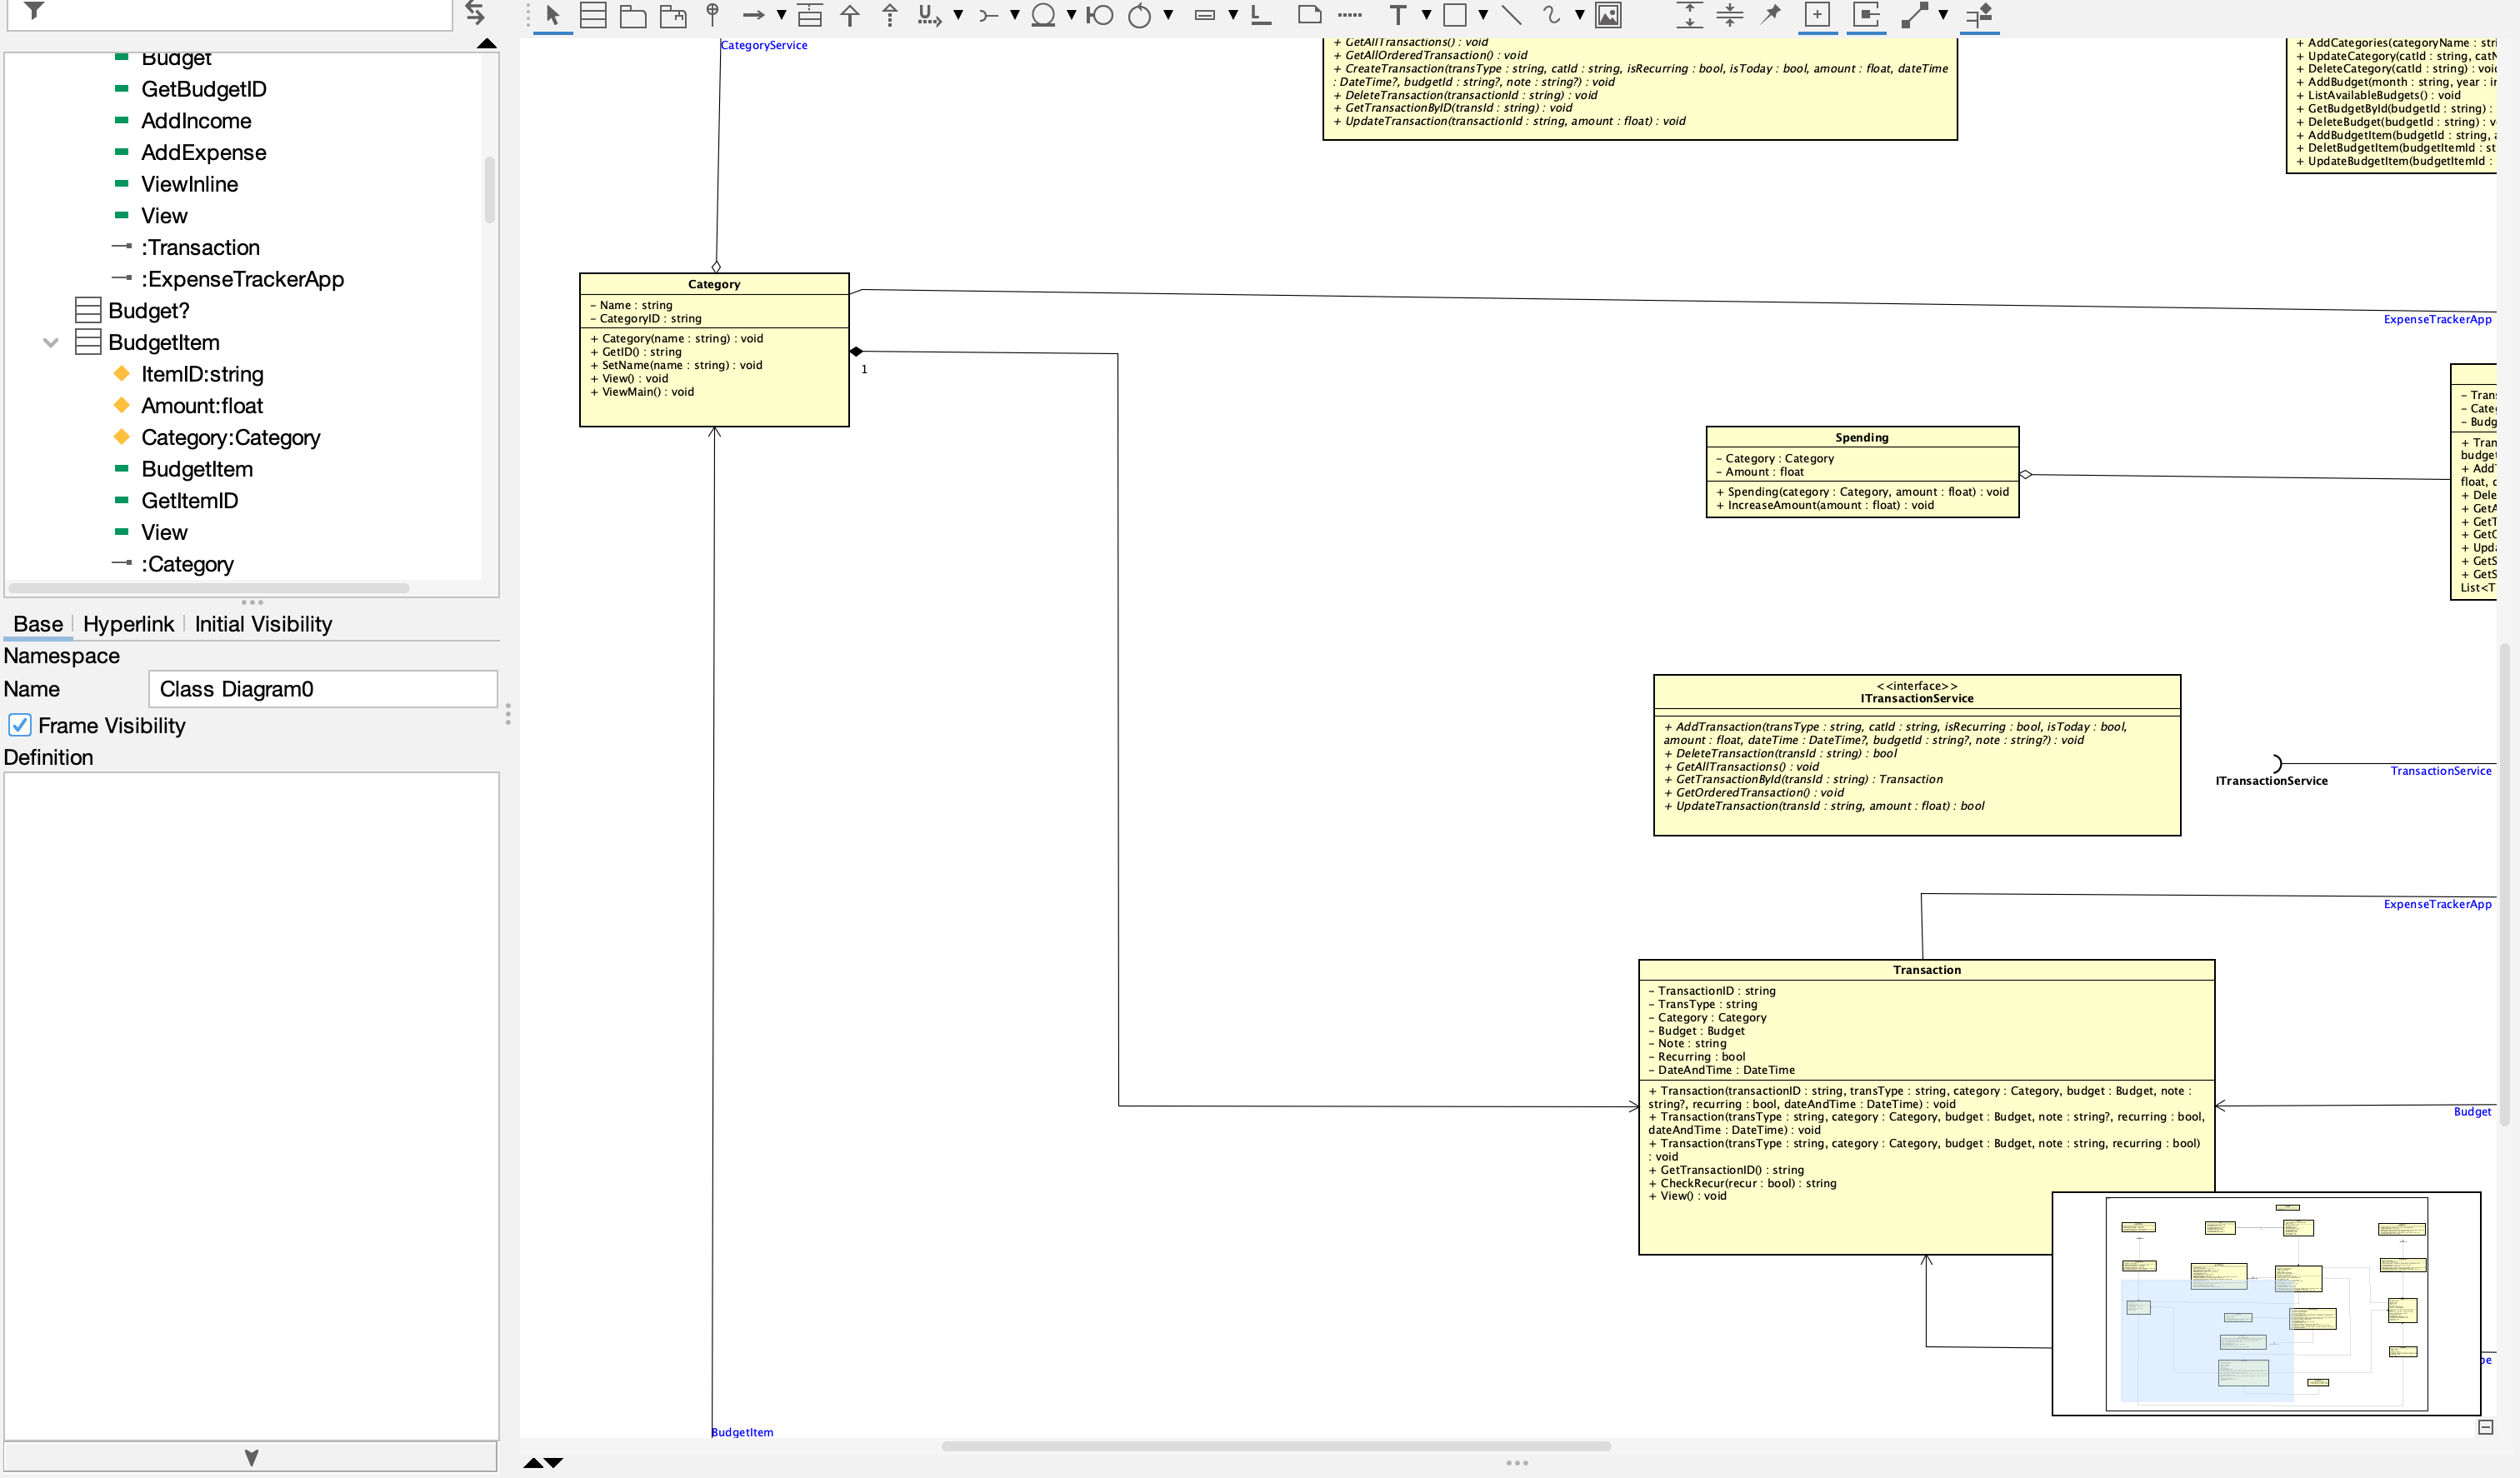 Budget
GetBudgetID
AddIncome
AddExpense
ViewInline
View
:Transaction
:ExpenseTrackerApp
Budget?
BudgetItem
ItemID:string
Amount:float
Category:Category
BudgetItem
GetItemID
View
:Category
Base
Hyperlink
Initial Visibility
Namespace
Name
Class Diagram0
Frame Visibility
Definition
CategoryService
+ GetAllTransactions() : void
+ GetAllOrderedTransaction() : void
+ CreateTransaction(transType : string, catId : string, isRecurring : bool, isToday : bool, amount : float, dateTime
: DateTime?, budgetId : string?, note : string?) : void
+ DeleteTransaction(transactionId : string) : void
+ GetTransactionByID(transId : string) : void
+ UpdateTransaction(transactionId : string, amount : float) : void
+ AddCategories(categoryName : stri
+ UpdateCategory(catId : string, catN
+ DeleteCategory(catId : string) : voi
+ AddBudget(month : string, year : i
+ ListAvailableBudgets() : void
+ GetBudgetById(budgetId : string) :
+ DeleteBudget(budgetId : string) : v
+ AddBudgetItem(budgetId : string, a
+ DeletBudgetItem(budgetItemId : st
+ UpdateBudgetItem(budgetItemId :
Category
- Name : string
- CategoryID : string
+ Category(name : string) : void
+ GetID() : string
+ SetName(name : string) : void
+ View() : void
+ ViewMain() : void
1
ExpenseTrackerApp
Spending
- Category : Category
- Amount : float
+ Spending(category : Category, amount : float) : void
+ IncreaseAmount(amount : float) : void
- Tran
- Cate
- Budg
+ Tran
budget
+ Add
float, d
+ Dele
+ GetA
+ GetT
+ GetO
+ Upda
+ GetS
+ GetS
List<T
<<interface>>
ITransactionService
+ AddTransaction(transType : string, catId : string, isRecurring : bool, isToday : bool,
amount : float, dateTime : DateTime?, budgetId : string?, note : string?) : void
+ DeleteTransaction(transId : string) : bool
+ GetAllTransactions() : void
+ GetTransactionById(transId : string) : Transaction
+ GetOrderedTransaction() : void
+ UpdateTransaction(transId : string, amount : float) : bool
TransactionService
ITransactionService
ExpenseTrackerApp
Transaction
- TransactionID : string
- TransType : string
- Category : Category
- Budget : Budget
- Note : string
- Recurring : bool
- DateAndTime : DateTime
+ Transaction(transactionID : string, transType : string, category : Category, budget : Budget, note :
string?, recurring : bool, dateAndTime : DateTime) : void
+ Transaction(transType : string, category : Category, budget : Budget, note : string?, recurring : bool,
dateAndTime : DateTime) : void
+ Transaction(transType : string, category : Category, budget : Budget, note : string, recurring : bool)
: void
+ GetTransactionID() : string
+ CheckRecur(recur : bool) : string
+ View() : void
Budget
pe
BudgetItem